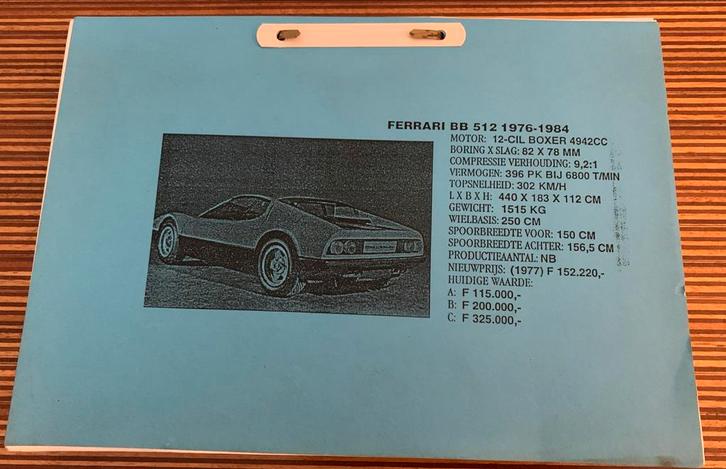 FERRARI BB 512 1976-1984
MOTOR: 12-CIL BOXER 4942CC
BORING X SLAG: 82 X 78 MM
COMPRESSIE VERHOUDING: 9,2:1
VERMOGEN: 396 PK BIJ 6800 T/MIN
TOPSNELHEID: 302 KM/H
L X B X H: 440 X 183 X 112 CM
GEWICHT: 1515 KG
WIELBASIS: 250 CM
SPOORBREEDTE VOOR: 150 CM
SPOORBREEDTE ACHTER: 156,5 CM
PRODUCTIEAANTAL: NB
NIEUWPRIJS: (1977) F 152.220,-
HUIDIGE WAARDE:
A: F 115.000,-
B: F 200.000,-
C: F 325.000,-